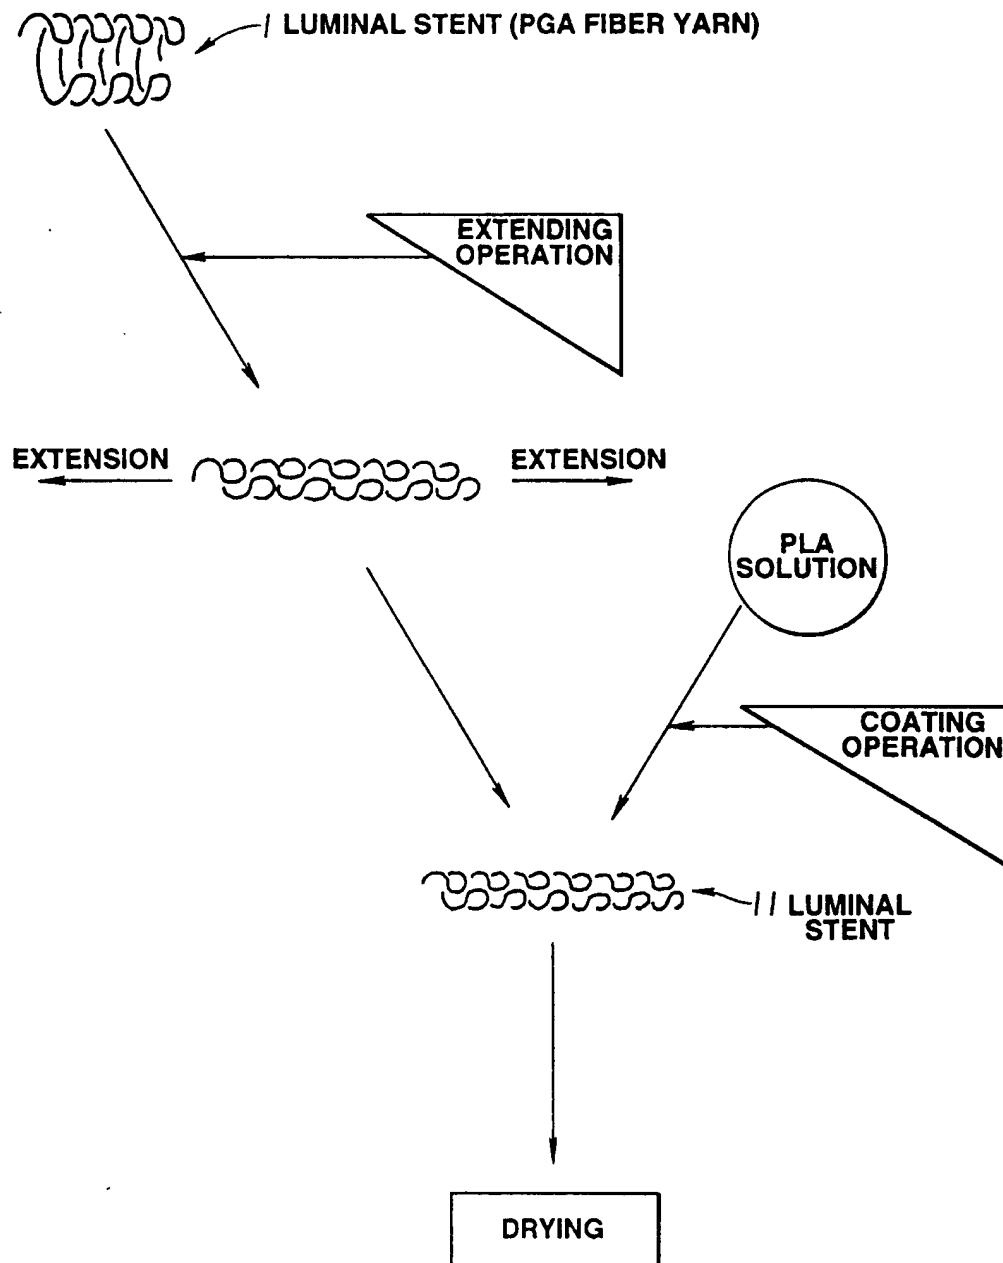 1 LUMINAL STENT (PGA FIBER YARN)
EXTENDING
OPERATION
EXTENSION
EXTENSION
PLA
SOLUTION
COATING
OPERATION
11 LUMINAL
STENT
DRYING